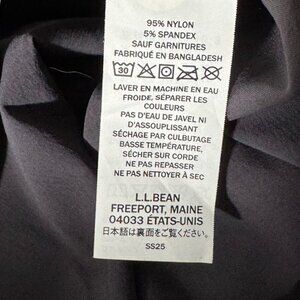 95% NYLON
5% SPANDEX
SAUF GARNITURES
FABRIQUÉ EN BANGLADESH
30
LAVER EN MACHINE EN EAU
FROIDE, SÉPARER LES
COULEURS
PAS D'EAU DE JAVEL NI
D'ASSOUPLISSANT
SÉCHAGE PAR CULBUTAGE
BASSE TEMPÉRATURE,
SÉCHER SUR CORDE
NE PAS REPASSER
NE PAS NETTOYER À SEC
L.L.BEAN
FREEPORT, MAINE
04033 ÉTATS-UNIS
日本語は裏面をご覧ください。
SS25